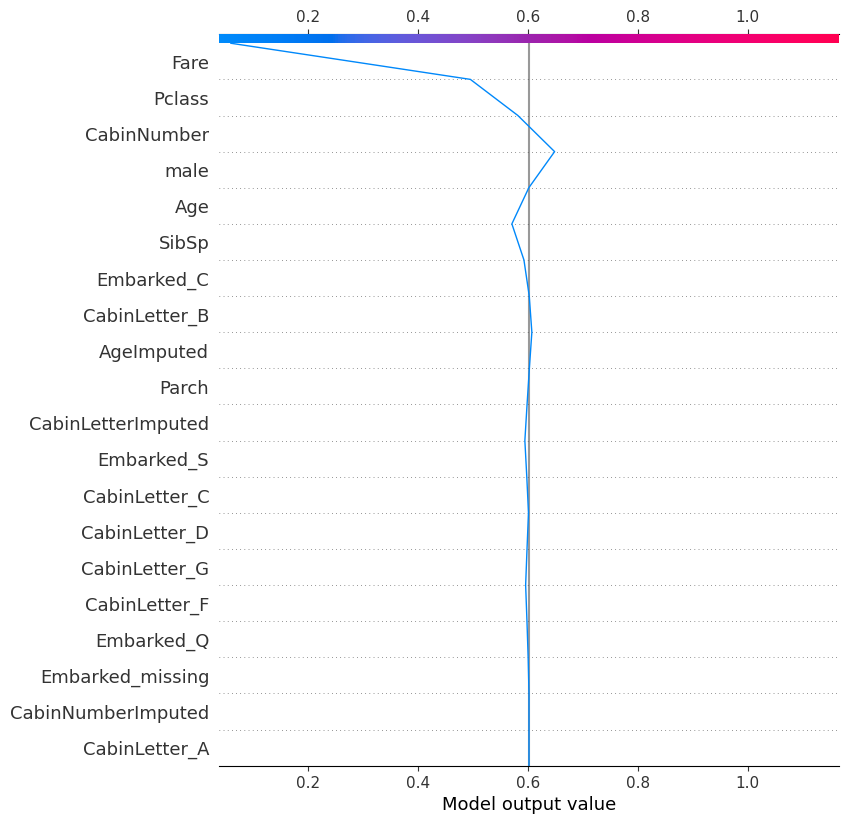 0.2 0.4 0.6 0.8 1.0
Fare
Pclass
CabinNumber
male
Age
SibSp
Embarked_C
CabinLetter_B
AgeImputed
Parch
CabinLetterImputed
Embarked_S
CabinLetter_C
CabinLetter_D
CabinLetter_G
CabinLetter_F
Embarked_Q
Embarked_missing
CabinNumberImputed
CabinLetter_A
0.2 0.4 0.6 0.8 1.0
Model output value